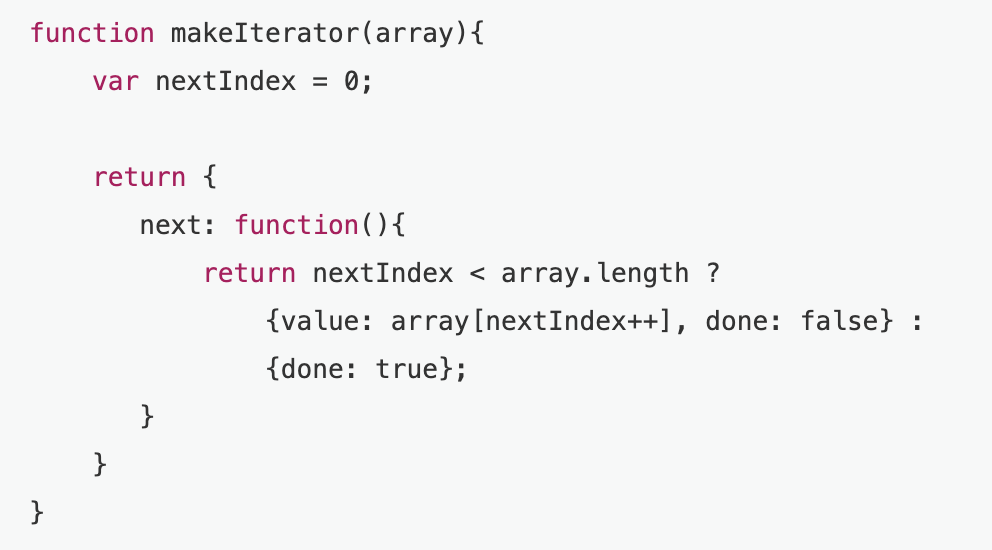 function makeIterator(array){
    var nextIndex = 0;

    return {
       next: function(){
           return nextIndex < array.length ?
               {value: array[nextIndex++], done: false} :
               {done: true};
       }
    }
}